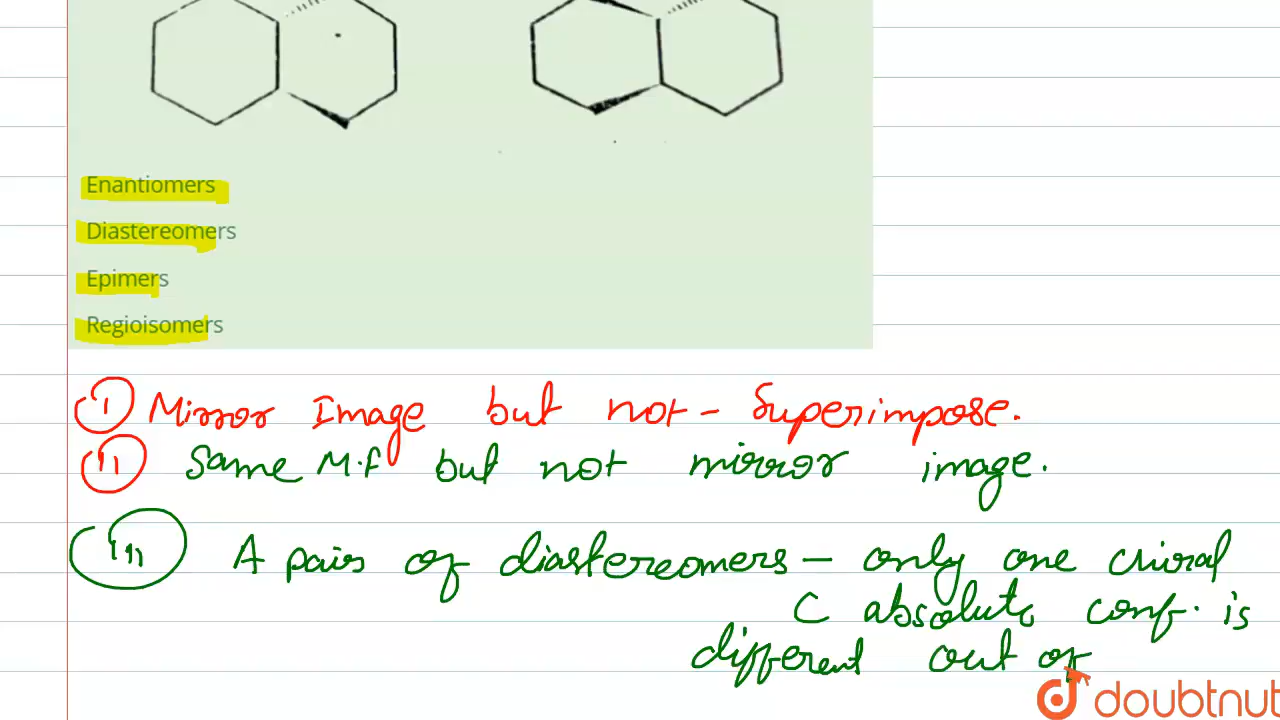 Enantiomers
Diastereomers
Epimers
Regioisomers
I Mirror Image but not - Superimpose.
II Same M.f but not mirror image.
III A pair of diastereomers - only one chiral
C absolute conf. is
different out of
doubtnut